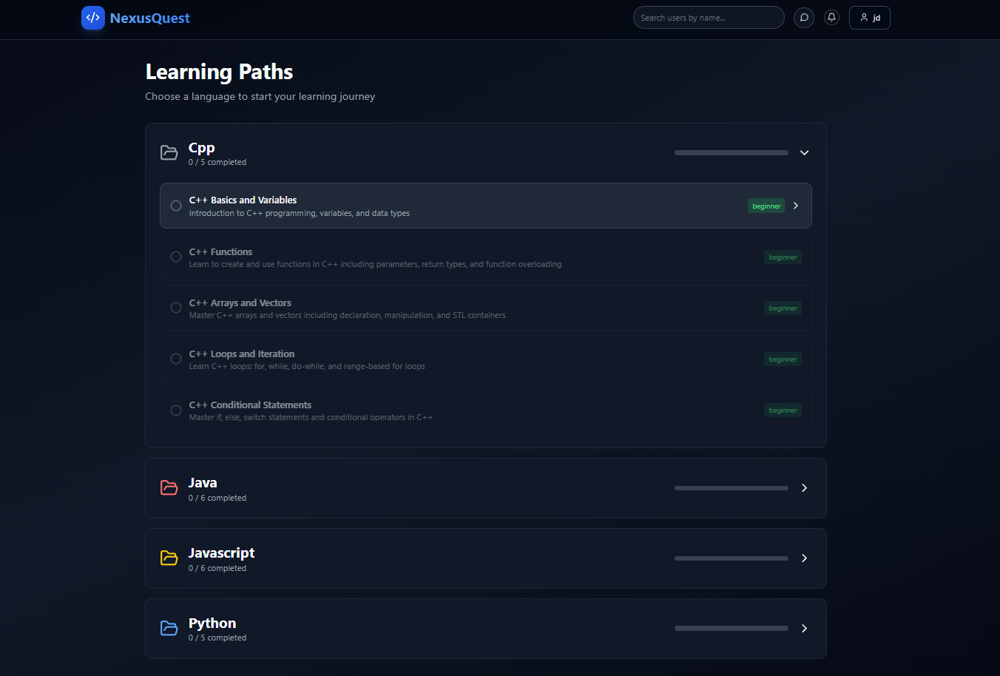 </> NexusQuest
Search users by name...
jd
Learning Paths
Choose a language to start your learning journey
Cpp
0 / 5 completed
C++ Basics and Variables
Introduction to C++ programming, variables, and data types
beginner
C++ Functions
Learn to create and use functions in C++ including parameters, return types, and function overloading
beginner
C++ Arrays and Vectors
Master C++ arrays and vectors including declaration, manipulation, and STL containers
beginner
C++ Loops and Iteration
Learn C++ loops: for, while, do-while, and range-based for loops
beginner
C++ Conditional Statements
Master if, else, switch statements and conditional operators in C++
beginner
Java
0 / 6 completed
Javascript
0 / 6 completed
Python
0 / 5 completed